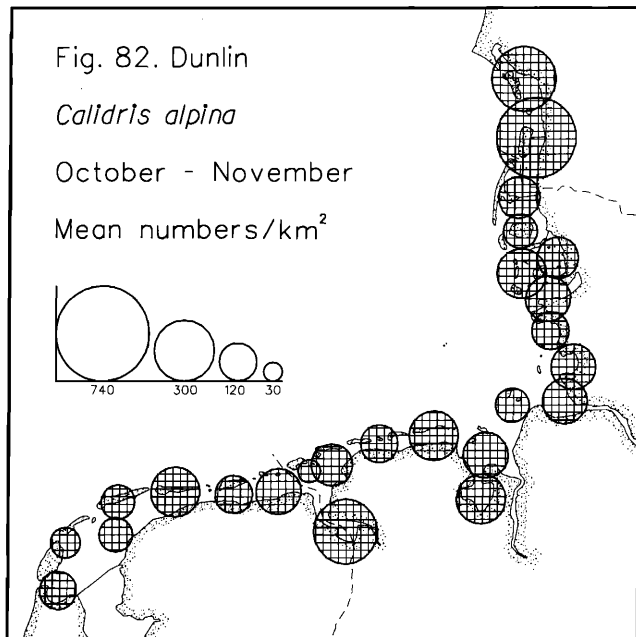 Fig. 82. Dunlin
Calidris alpina
October - November
Mean numbers/km²
740 300 120 30